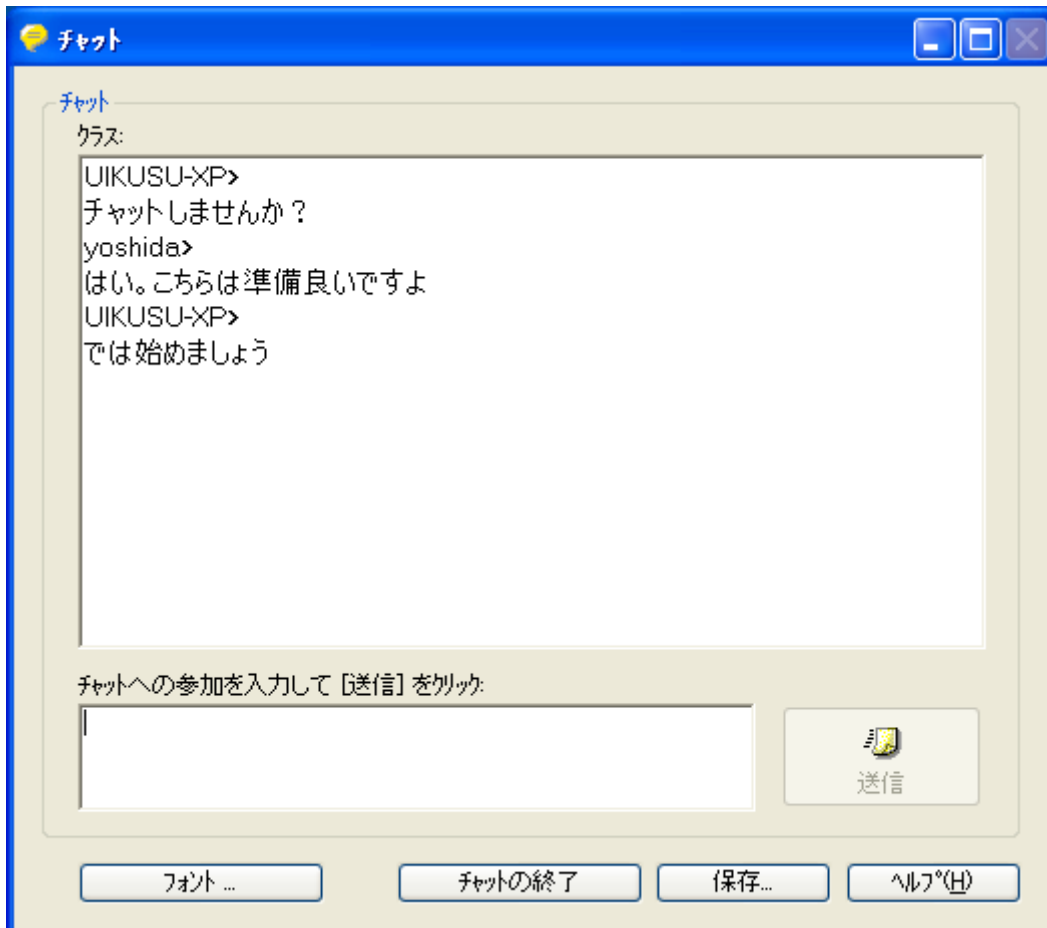 ﾁｬｯﾄ
ﾁｬｯﾄ
ｸﾗｽ:
UIKUSU-XP>
チャットしませんか？
yoshida>
はい。こちらは準備良いですよ
UIKUSU-XP>
では始めましょう
ﾁｬｯﾄへの参加を入力して [送信] をｸﾘｯｸ:
送信
ﾌｫﾝﾄ ...
ﾁｬｯﾄの終了
保存...
ﾍﾙﾌﾟ(H)